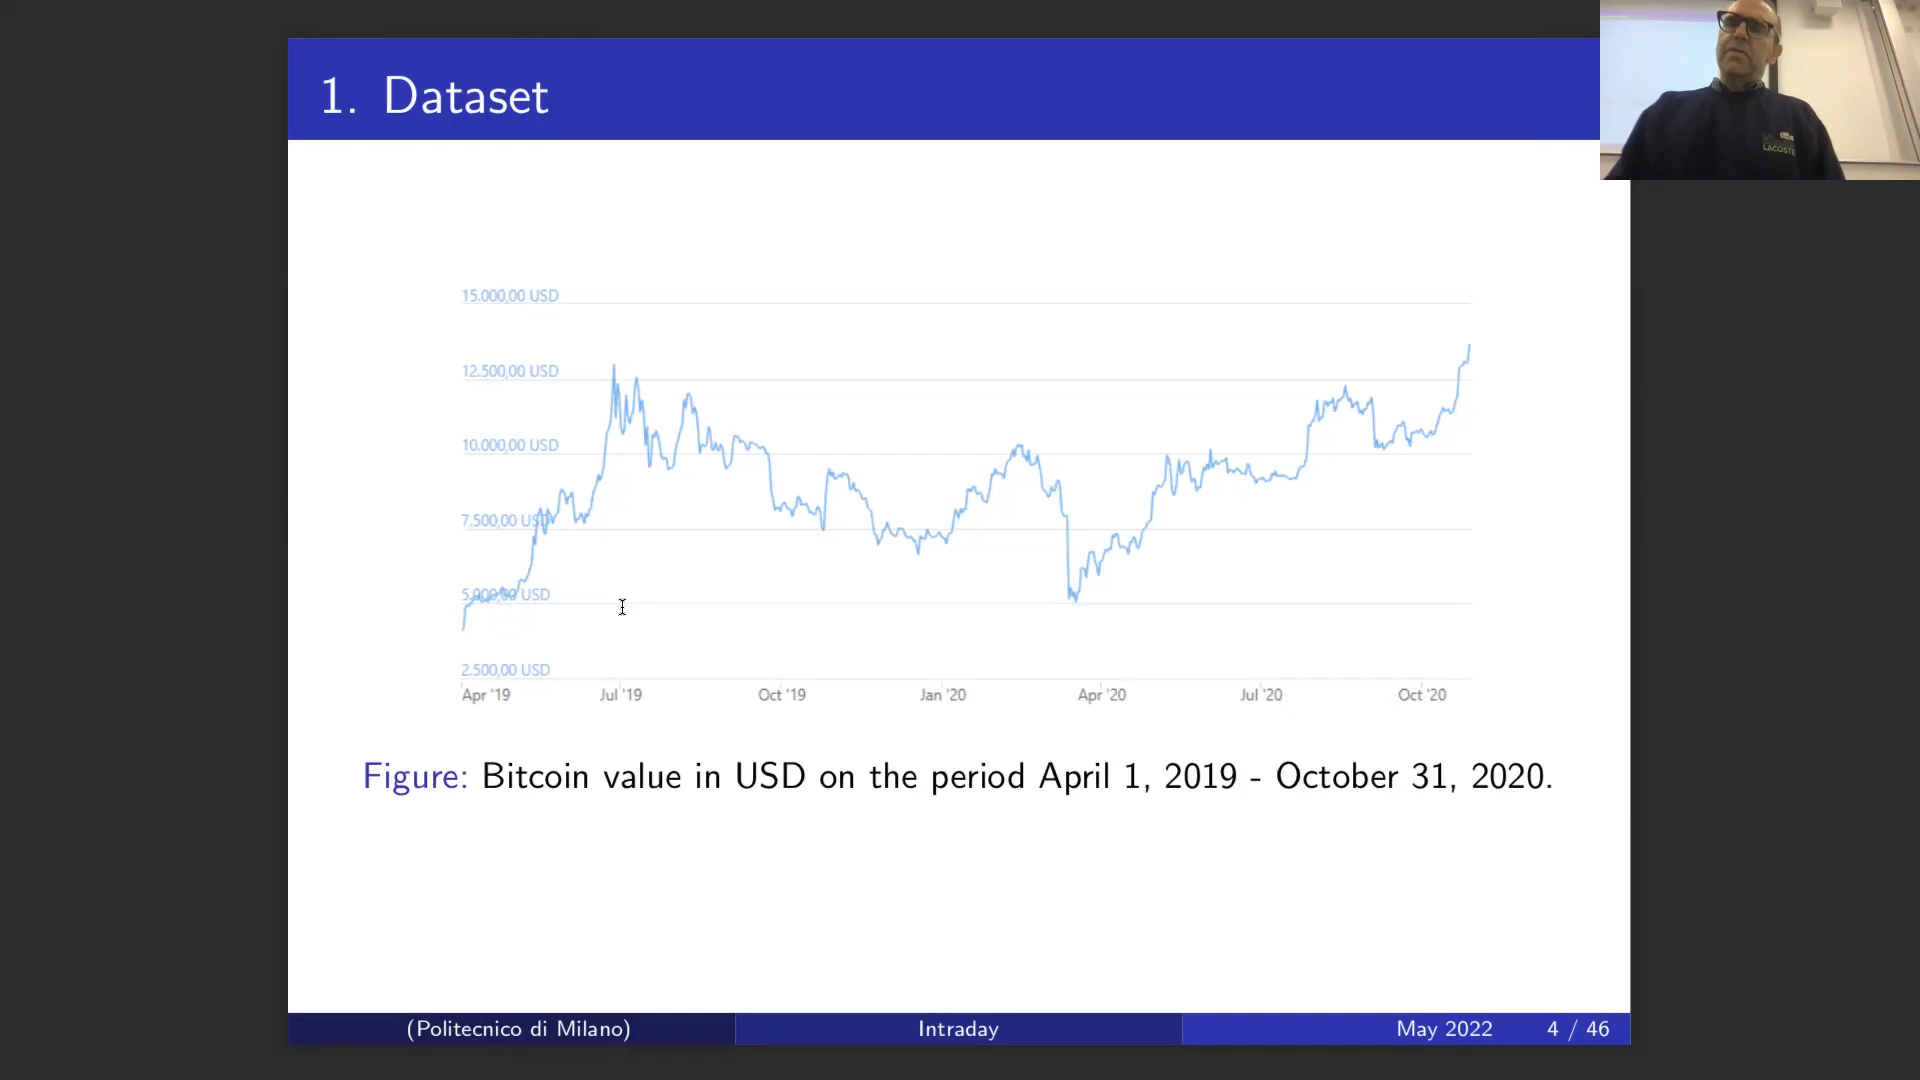 1. Dataset
LACOSTE
15.000,00 USD
12.500,00 USD
10.000,00 USD
7.500,00 USD
5.000,00 USD
2.500,00 USD
Apr '19 Jul '19 Oct '19 Jan '20 Apr '20 Jul '20 Oct '20
Figure: Bitcoin value in USD on the period April 1, 2019 - October 31, 2020.
(Politecnico di Milano) Intraday May 2022 4 / 46